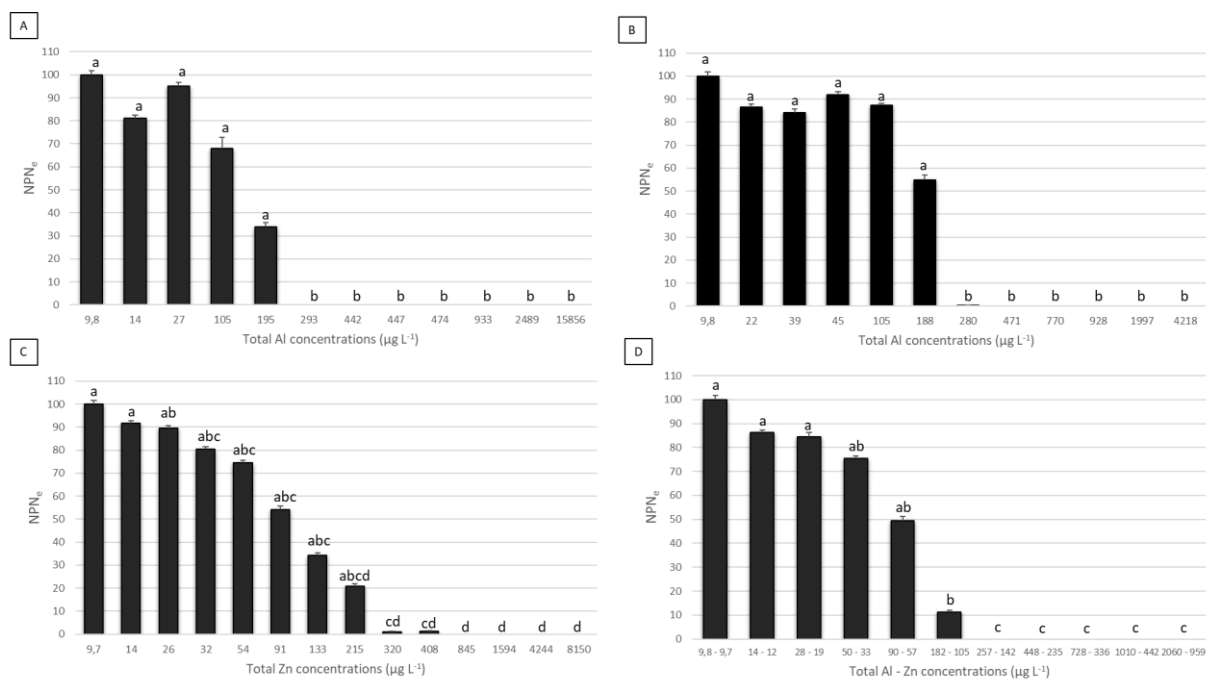 A
110
100
90
80
70
60
50
40
30
20
10
0
NPNₑ
a
a
a
a
a
b
b
b
b
b
b
b
9,8 14 27 105 195 293 442 447 474 933 2489 15856
Total Al concentrations (µg L⁻¹)
B
110
100
90
80
70
60
50
40
30
20
10
0
NPNₑ
a
a
a
a
a
a
b
b
b
b
b
b
9,8 22 39 45 105 188 280 471 770 928 1997 4218
Total Al concentrations (µg L⁻¹)
C
110
100
90
80
70
60
50
40
30
20
10
0
NPNₑ
a
a
ab
abc
abc
abc
abc
abcd
cd
cd
d
d
d
d
9,7 14 26 32 54 91 133 215 320 408 845 1594 4244 8150
Total Zn concentrations (µg L⁻¹)
D
110
100
90
80
70
60
50
40
30
20
10
0
NPNₑ
a
a
a
ab
ab
b
c
c
c
c
c
9,8 - 9,7 14 - 12 28 - 19 50 - 33 90 - 57 182 - 105 257 - 142 448 - 235 728 - 336 1010 - 442 2060 - 959
Total Al - Zn concentrations (µg L⁻¹)